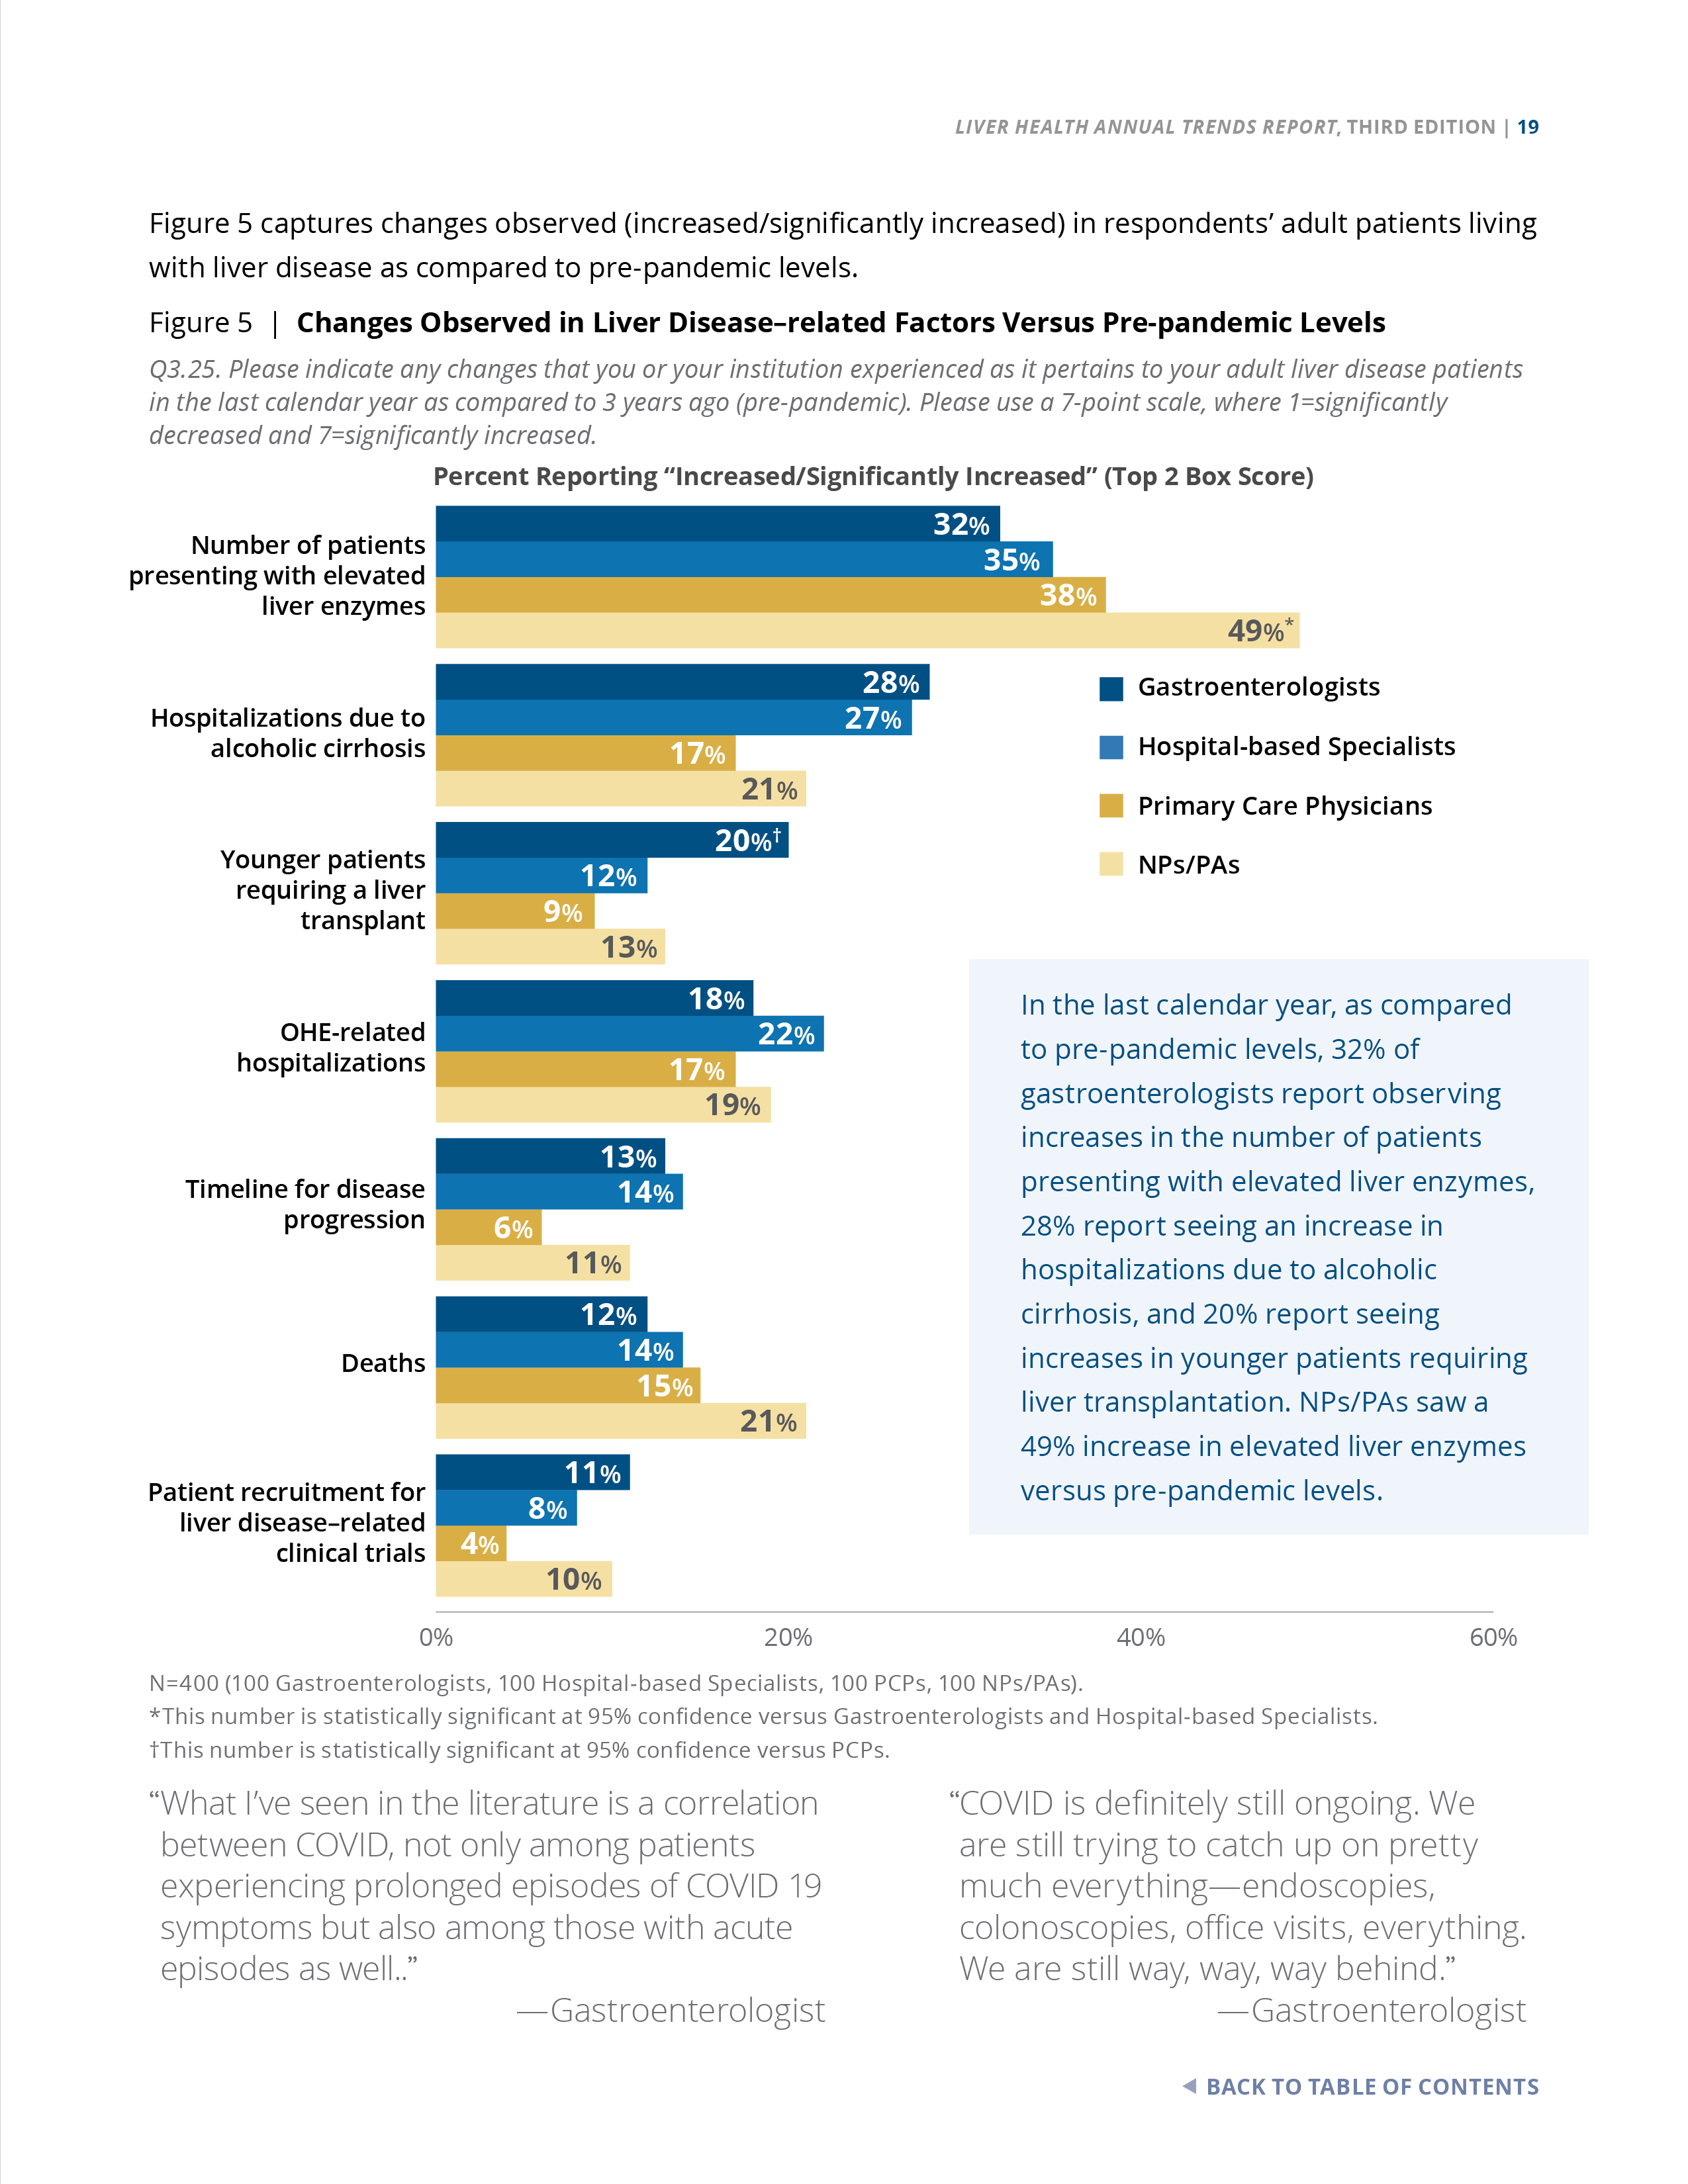 LIVER HEALTH ANNUAL TRENDS REPORT, THIRD EDITION | 19
Figure 5 captures changes observed (increased/significantly increased) in respondents’ adult patients living
with liver disease as compared to pre-pandemic levels.
Figure 5 | Changes Observed in Liver Disease–related Factors Versus Pre-pandemic Levels
Q3.25. Please indicate any changes that you or your institution experienced as it pertains to your adult liver disease patients
in the last calendar year as compared to 3 years ago (pre-pandemic). Please use a 7-point scale, where 1=significantly
decreased and 7=significantly increased.
Percent Reporting “Increased/Significantly Increased” (Top 2 Box Score)
Number of patients
presenting with elevated
liver enzymes
32%
35%
38%
49%*
Hospitalizations due to
alcoholic cirrhosis
28%
27%
17%
21%
Younger patients
requiring a liver
transplant
20%†
12%
9%
13%
OHE-related
hospitalizations
18%
22%
17%
19%
Timeline for disease
progression
13%
14%
6%
11%
Deaths
12%
14%
15%
21%
Patient recruitment for
liver disease–related
clinical trials
11%
8%
4%
10%
0%
20%
40%
60%
Gastroenterologists
Hospital-based Specialists
Primary Care Physicians
NPs/PAs
In the last calendar year, as compared
to pre-pandemic levels, 32% of
gastroenterologists report observing
increases in the number of patients
presenting with elevated liver enzymes,
28% report seeing an increase in
hospitalizations due to alcoholic
cirrhosis, and 20% report seeing
increases in younger patients requiring
liver transplantation. NPs/PAs saw a
49% increase in elevated liver enzymes
versus pre-pandemic levels.
N=400 (100 Gastroenterologists, 100 Hospital-based Specialists, 100 PCPs, 100 NPs/PAs).
*This number is statistically significant at 95% confidence versus Gastroenterologists and Hospital-based Specialists.
†This number is statistically significant at 95% confidence versus PCPs.
“What I’ve seen in the literature is a correlation
between COVID, not only among patients
experiencing prolonged episodes of COVID 19
symptoms but also among those with acute
episodes as well..”
—Gastroenterologist
“COVID is definitely still ongoing. We
are still trying to catch up on pretty
much everything—endoscopies,
colonoscopies, office visits, everything.
We are still way, way, way behind.”
—Gastroenterologist
◀ BACK TO TABLE OF CONTENTS